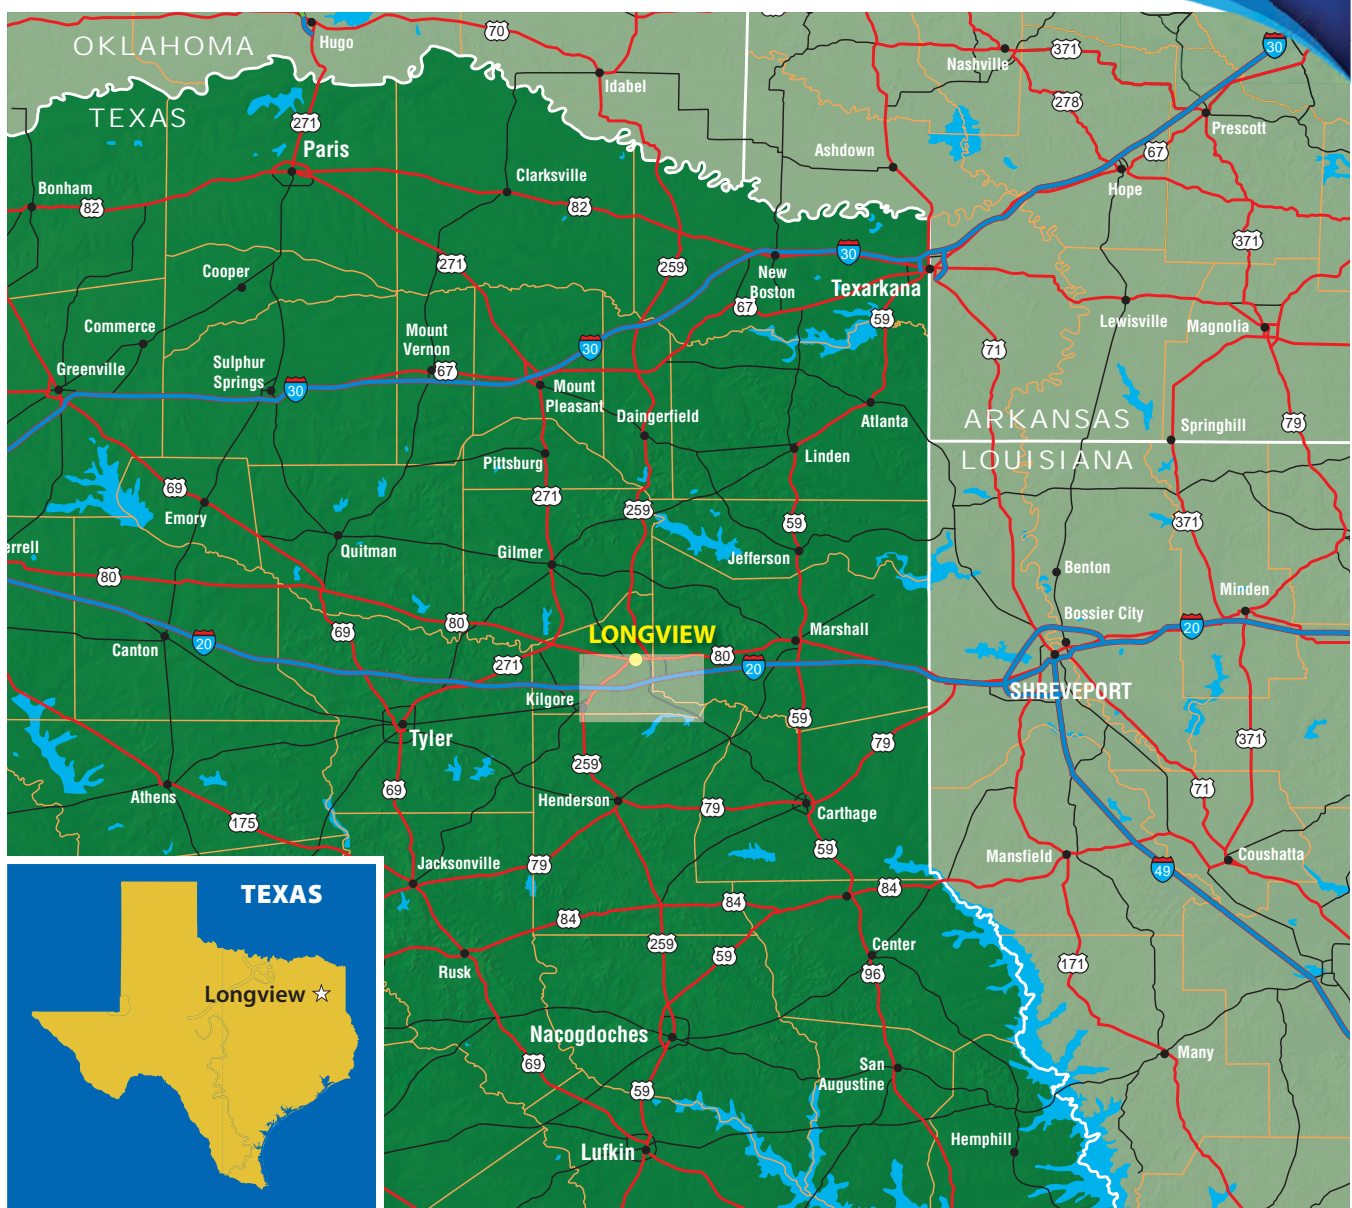 OKLAHOMA
Hugo
70
Idabel
Nashville
371
30
278
Prescott
TEXAS
271
Paris
Ashdown
67
Hope
Bonham
82
Clarksville
82
371
Cooper
271
259
New
Boston
30
Texarkana
67
59
Lewisville
Magnolia
Commerce
Mount
Vernon
30
71
Greenville
Sulphur
Springs
30
67
Mount
Pleasant
Daingerfield
Atlanta
ARKANSAS
Springhill
79
Pittsburg
Linden
LOUISIANA
69
Emory
271
259
59
371
errell
Quitman
Gilmer
Jefferson
Benton
80
Minden
Canton
20
69
80
LONGVIEW
Marshall
Bossier City
20
271
80
20
Kilgore
SHREVEPORT
59
Tyler
79
371
259
Athens
69
Henderson
79
Carthage
71
175
59
Jacksonville
79
Mansfield
49
Coushatta
84
84
84
TEXAS
Longview
259
59
Center
Rusk
96
171
Nacogdoches
69
San
Augustine
Many
59
Lufkin
Hemphill